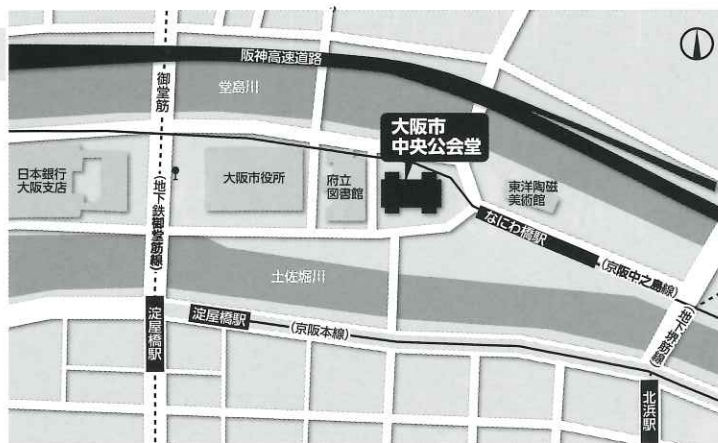 阪神高速道路
御堂筋
堂島川
大阪市
中央公会堂
日本銀行
大阪支店
大阪市役所
府立
図書館
東洋陶磁
美術館
(地下鉄御堂筋線)
なにわ橋駅
(京阪中之島線)
土佐堀川
淀屋橋駅
淀屋橋駅
(京阪本線)
(地下堺筋線)
北浜駅